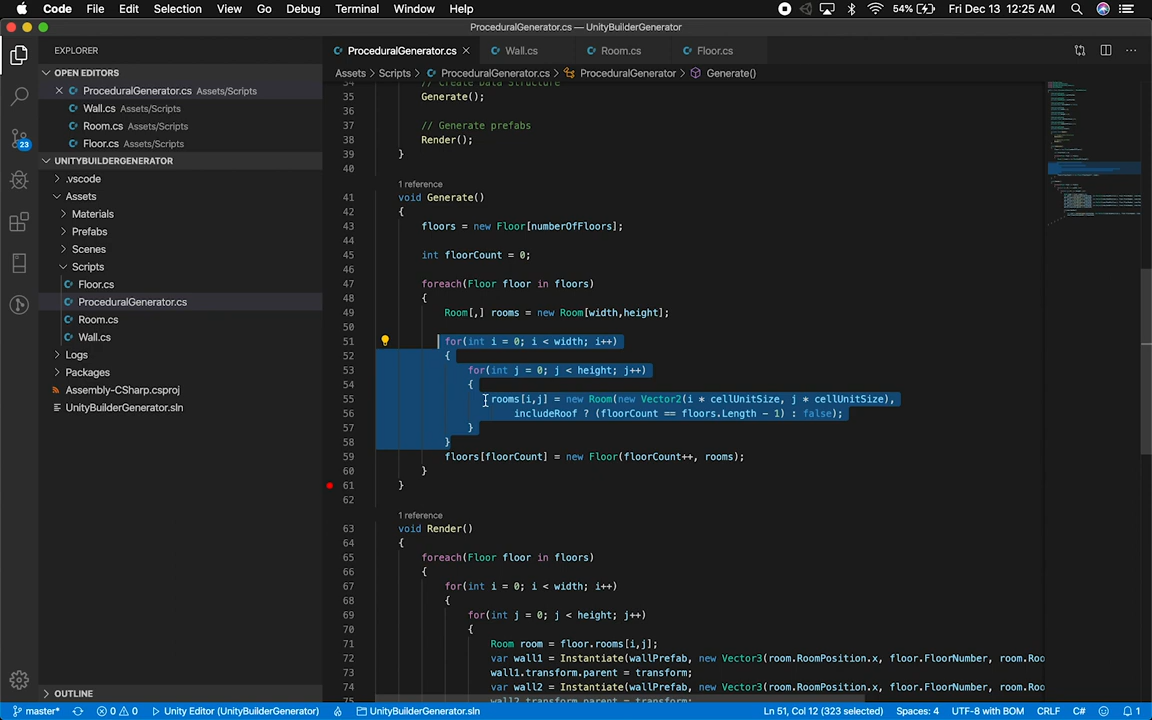 Code File Edit Selection View Go Debug Terminal Window Help 54% Fri Dec 13 12:25 AM
ProceduralGenerator.cs — UnityBuilderGenerator
EXPLORER
OPEN EDITORS
ProceduralGenerator.cs Assets/Scripts
Wall.cs Assets/Scripts
Room.cs Assets/Scripts
Floor.cs Assets/Scripts
UNITYBUILDERGENERATOR
.vscode
Assets
Materials
Prefabs
Scenes
Scripts
Floor.cs
ProceduralGenerator.cs
Room.cs
Wall.cs
Logs
Packages
Assembly-CSharp.csproj
UnityBuilderGenerator.sln
OUTLINE
23
ProceduralGenerator.cs Wall.cs Room.cs Floor.cs
Assets > Scripts > ProceduralGenerator.cs > ProceduralGenerator > Generate()
34 // Create Data Structure
35 Generate();
36
37 // Generate prefabs
38 Render();
39 }
40
1 reference
41 void Generate()
42 {
43 floors = new Floor[numberOfFloors];
44
45 int floorCount = 0;
46
47 foreach(Floor floor in floors)
48 {
49 Room[,] rooms = new Room[width,height];
50
51 for(int i = 0; i < width; i++)
52 {
53 for(int j = 0; j < height; j++)
54 {
55 rooms[i,j] = new Room(new Vector2(i * cellUnitSize, j * cellUnitSize),
56 includeRoof ? (floorCount == floors.Length - 1) : false);
57 }
58 }
59 floors[floorCount] = new Floor(floorCount++, rooms);
60 }
61 }
62
1 reference
63 void Render()
64 {
65 foreach(Floor floor in floors)
66 {
67 for(int i = 0; i < width; i++)
68 {
69 for(int j = 0; j < height; j++)
70 {
71 Room room = floor.rooms[i,j];
72 var wall1 = Instantiate(wallPrefab, new Vector3(room.RoomPosition.x, floor.FloorNumber, room.Roo
73 wall1.transform.parent = transform;
74 var wall2 = Instantiate(wallPrefab, new Vector3(room.RoomPosition.x, floor.FloorNumber, room.Roo
75 wall2.transform.parent = transform;
master* 0 0 Unity Editor (UnityBuilderGenerator) UnityBuilderGenerator.sln Ln 51, Col 12 (323 selected) Spaces: 4 UTF-8 with BOM CRLF C# 1